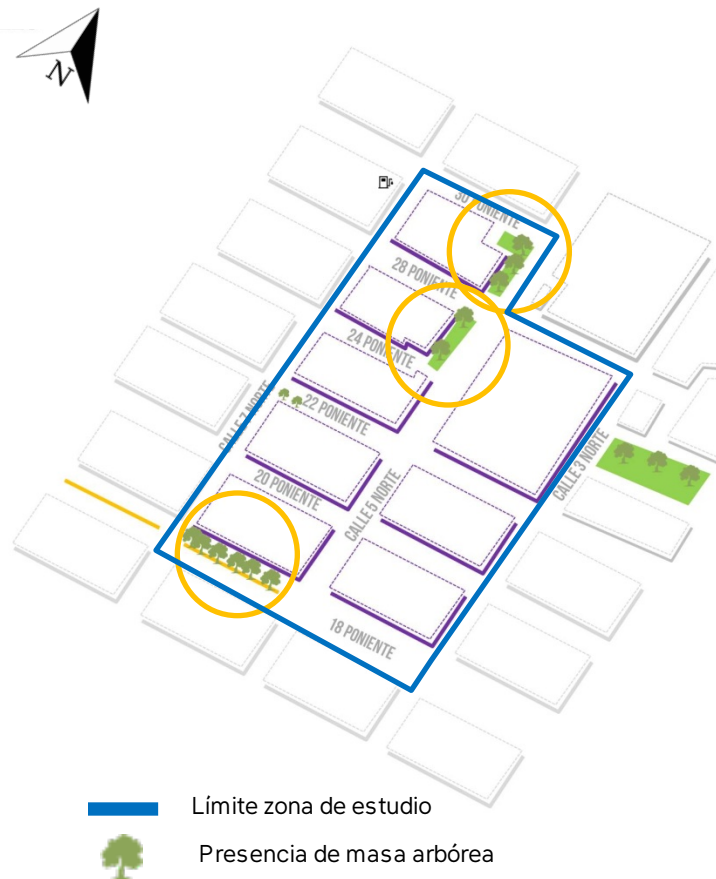 N
30 PONIENTE
28 PONIENTE
24 PONIENTE
22 PONIENTE
CALLE 7 NORTE
20 PONIENTE
CALLE 5 NORTE
CALLE 3 NORTE
18 PONIENTE
Límite zona de estudio
Presencia de masa arbórea